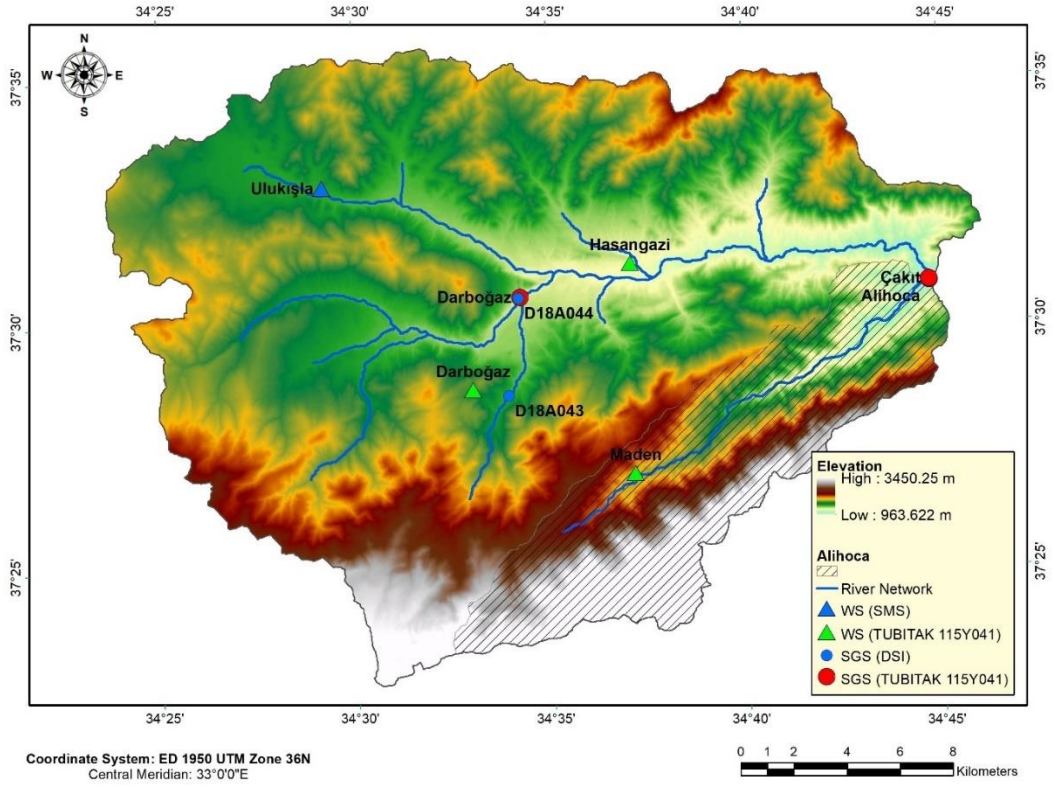 34°25' 34°30' 34°35' 34°40' 34°45'
N
W E
S
37°35' 37°35'
Ulukışla
Hasangazi
Çakıt
Alihoca
Darboğaz
D18A044
37°30' 37°30'
Darboğaz
D18A043
Maden
Elevation
High : 3450.25 m
Low : 963.622 m
Alihoca
River Network
WS (SMS)
WS (TUBITAK 115Y041)
SGS (DSI)
SGS (TUBITAK 115Y041)
37°25' 37°25'
34°25' 34°30' 34°35' 34°40' 34°45'
Coordinate System: ED 1950 UTM Zone 36N
Central Meridian: 33°0'0"E
0 1 2 4 6 8
Kilometers